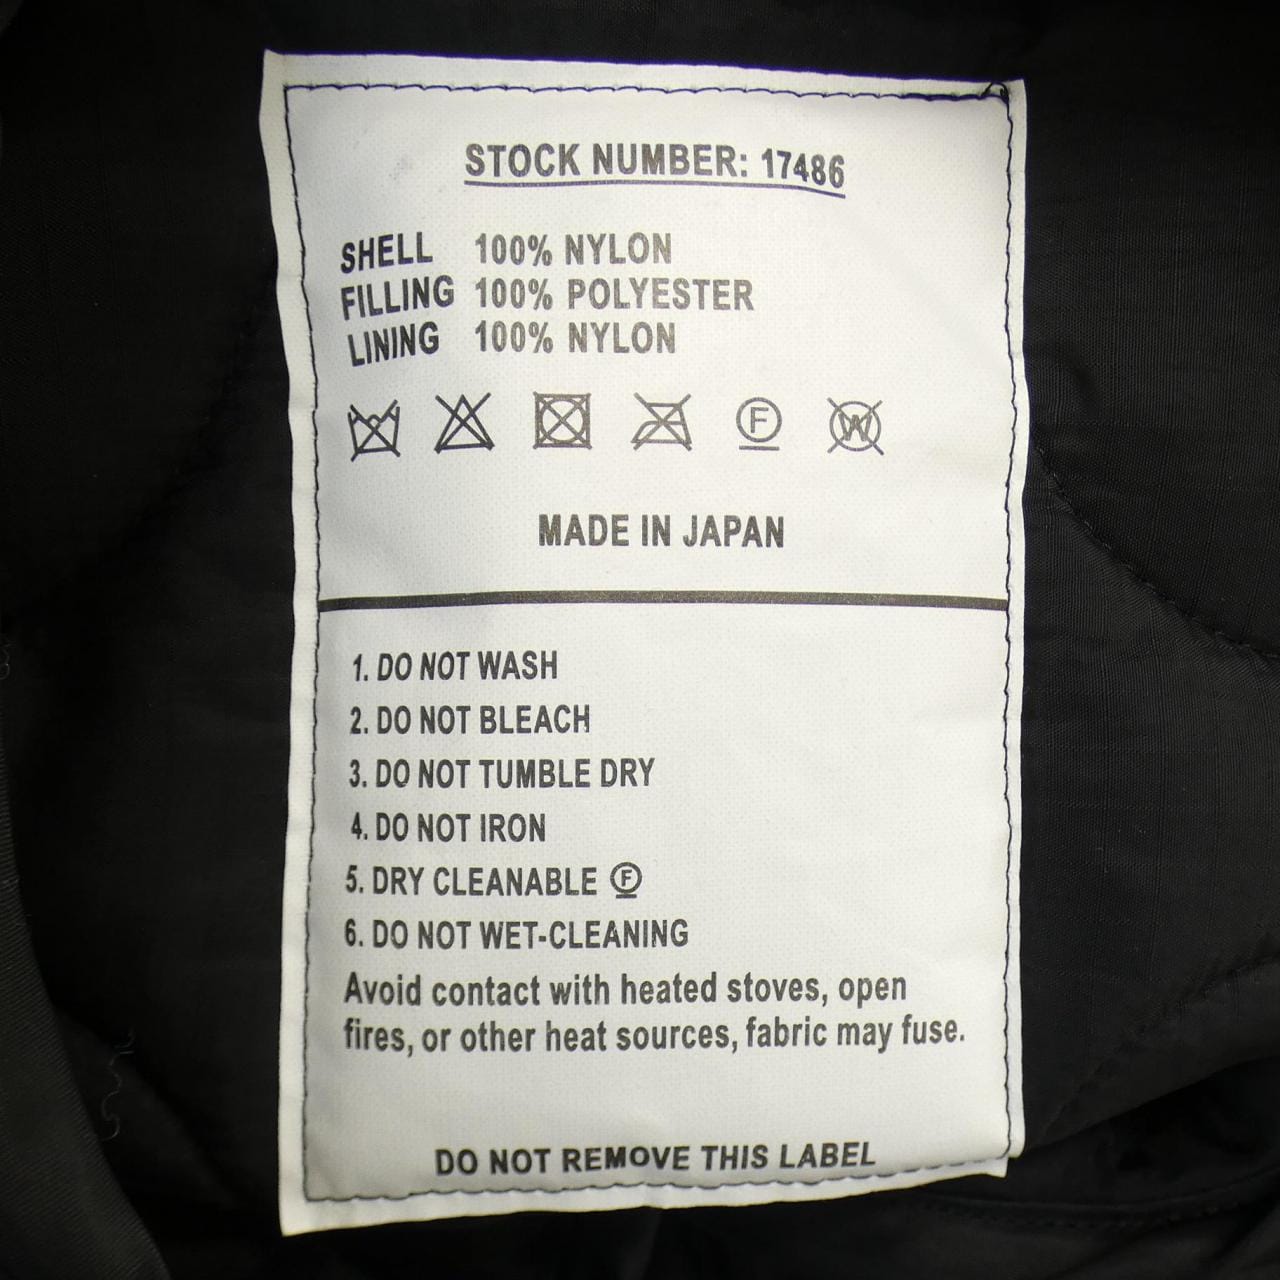 STOCK NUMBER: 17486
SHELL 100% NYLON
FILLING 100% POLYESTER
LINING 100% NYLON
F W
MADE IN JAPAN
1. DO NOT WASH
2. DO NOT BLEACH
3. DO NOT TUMBLE DRY
4. DO NOT IRON
5. DRY CLEANABLE Ⓕ
6. DO NOT WET-CLEANING
Avoid contact with heated stoves, open
fires, or other heat sources, fabric may fuse.
DO NOT REMOVE THIS LABEL